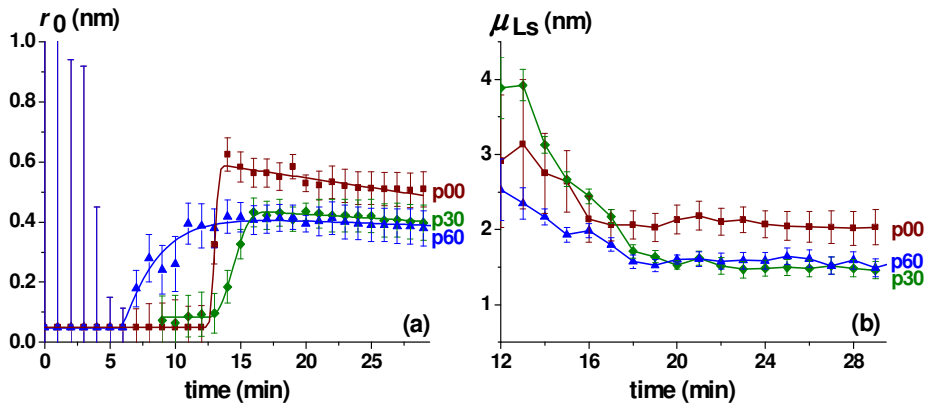 r0 (nm)
1.0
0.8
0.6
0.4
0.2
0.0
p00
p30
p60
(a)
0 5 10 15 20 25
time (min)
μLs (nm)
4
3
2
1
p00
p60
p30
(b)
12 16 20 24 28
time (min)